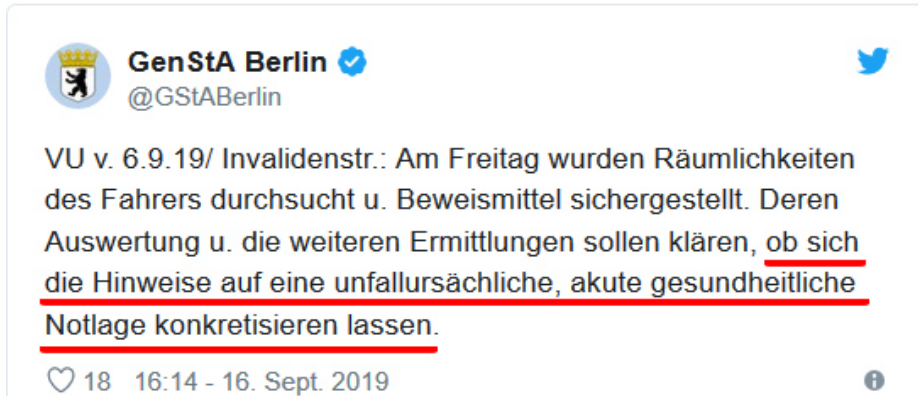 GenStA Berlin
@GStABerlin
VU v. 6.9.19/ Invalidenstr.: Am Freitag wurden Räumlichkeiten
des Fahrers durchsucht u. Beweismittel sichergestellt. Deren
Auswertung u. die weiteren Ermittlungen sollen klären, ob sich
die Hinweise auf eine unfallursächliche, akute gesundheitliche
Notlage konkretisieren lassen.
18 16:14 - 16. Sept. 2019